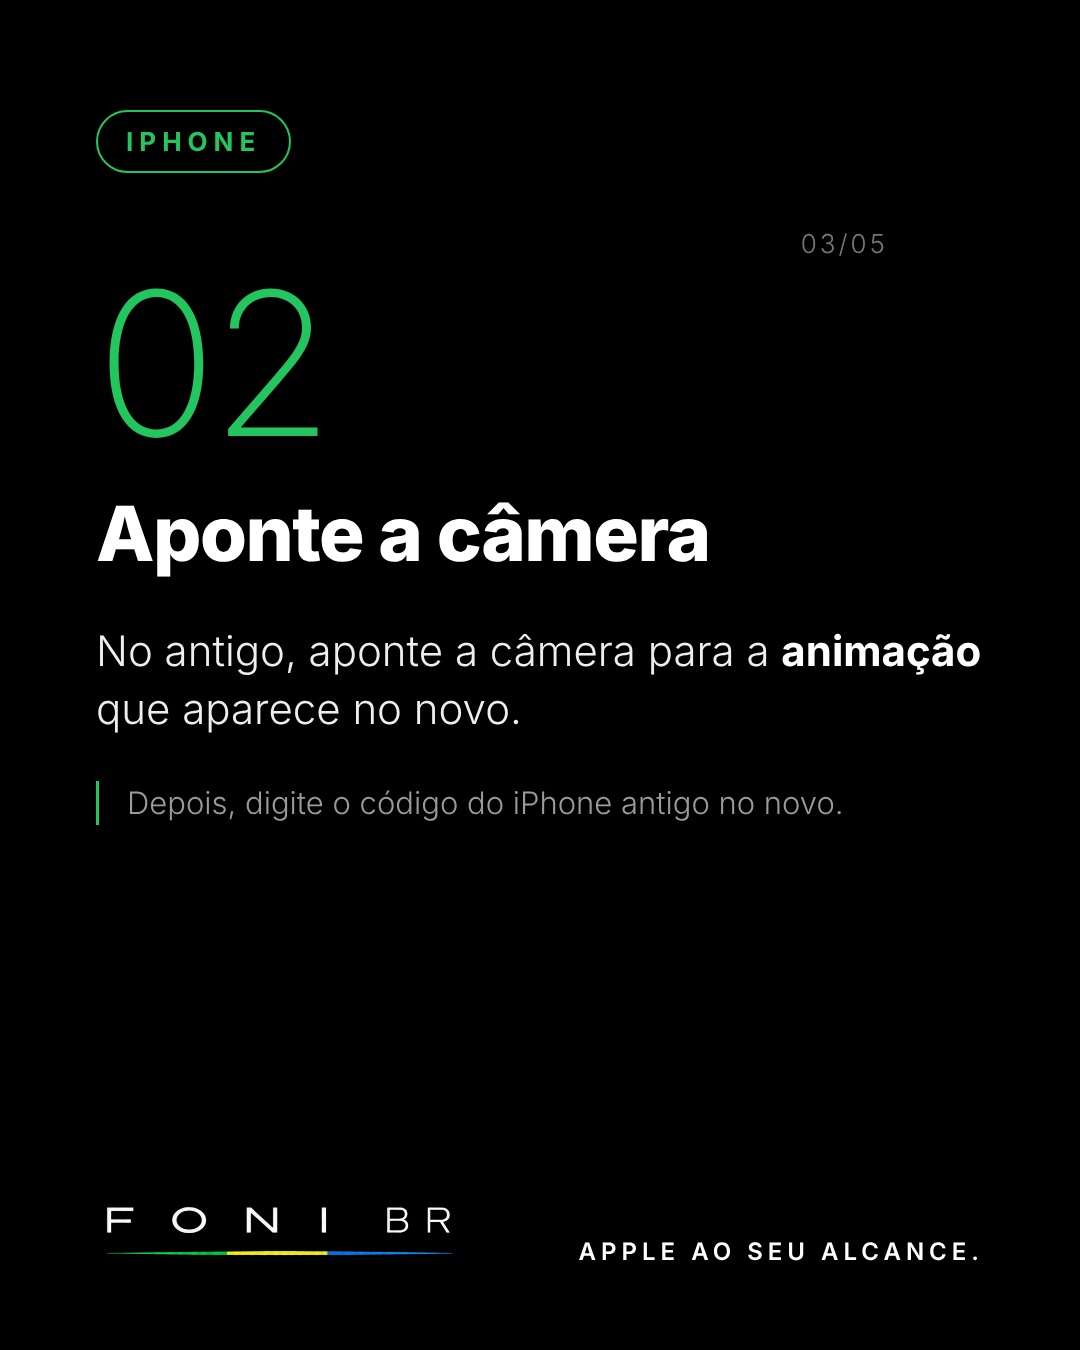 IPHONE
03/05
02
Aponte a câmera
No antigo, aponte a câmera para a animação
que aparece no novo.
Depois, digite o código do iPhone antigo no novo.
FONI BR
APPLE AO SEU ALCANCE.